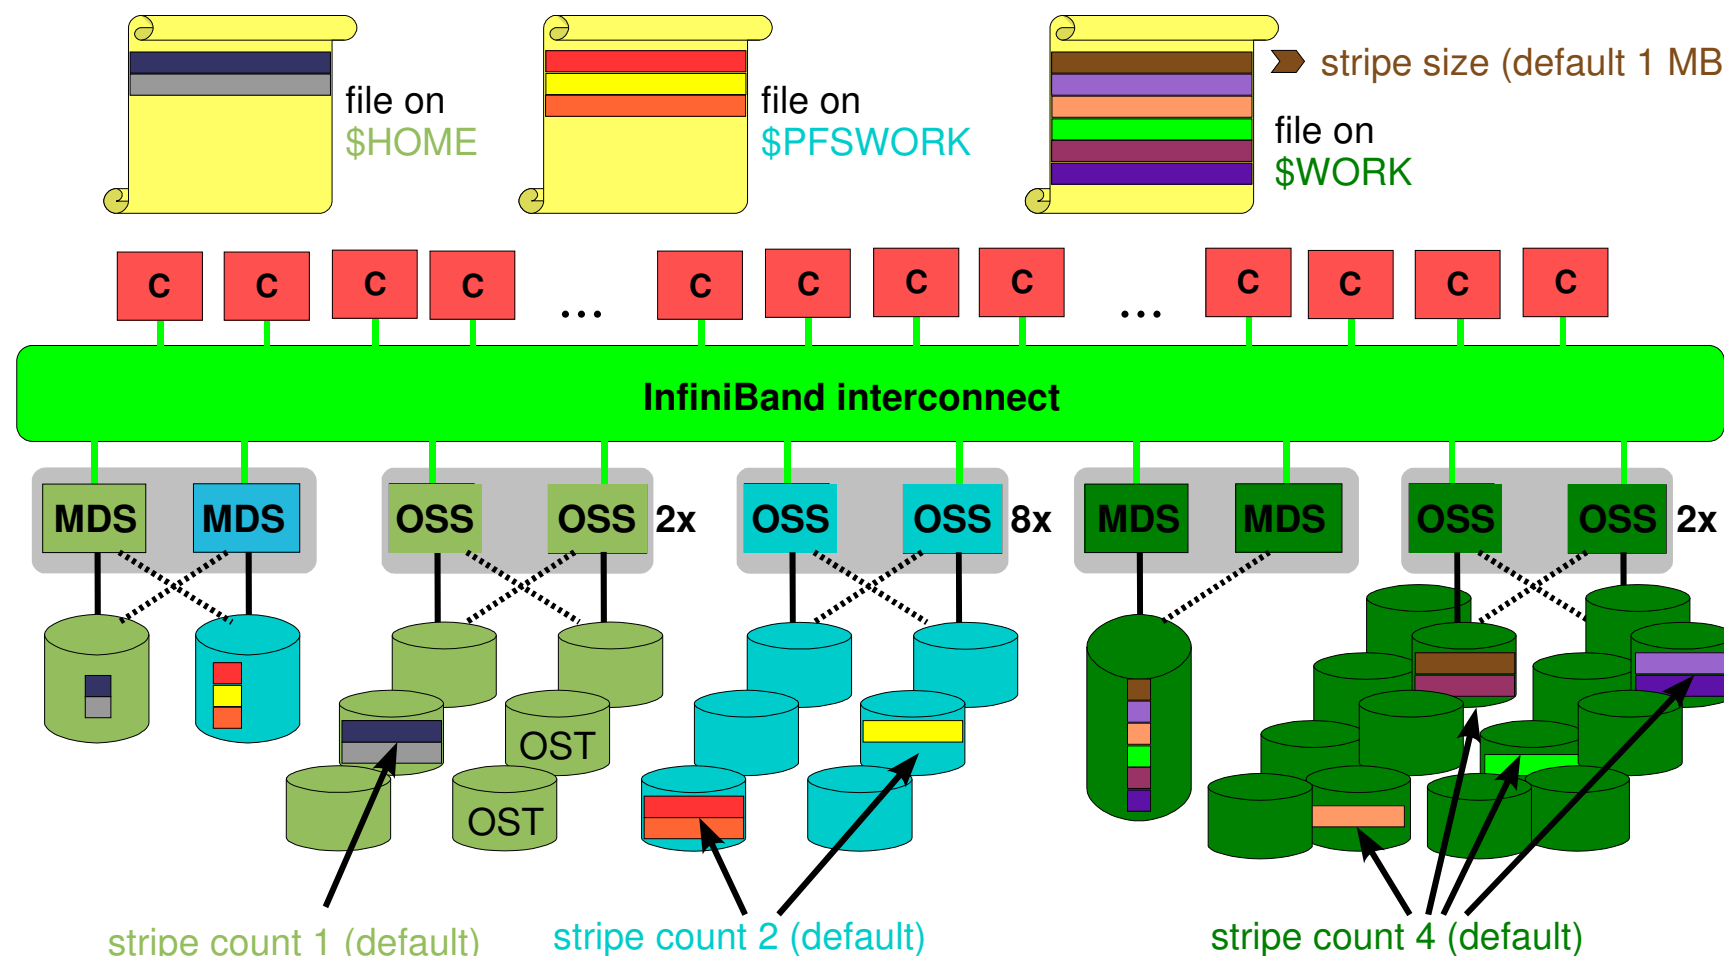 stripe size (default 1 MB
file on
$HOME
file on
$PFSWORK
file on
$WORK
C C C C ... C C C C ... C C C C
InfiniBand interconnect
MDS MDS OSS OSS 2x OSS OSS 8x MDS MDS OSS OSS 2x
OST
OST
stripe count 1 (default)
stripe count 2 (default)
stripe count 4 (default)